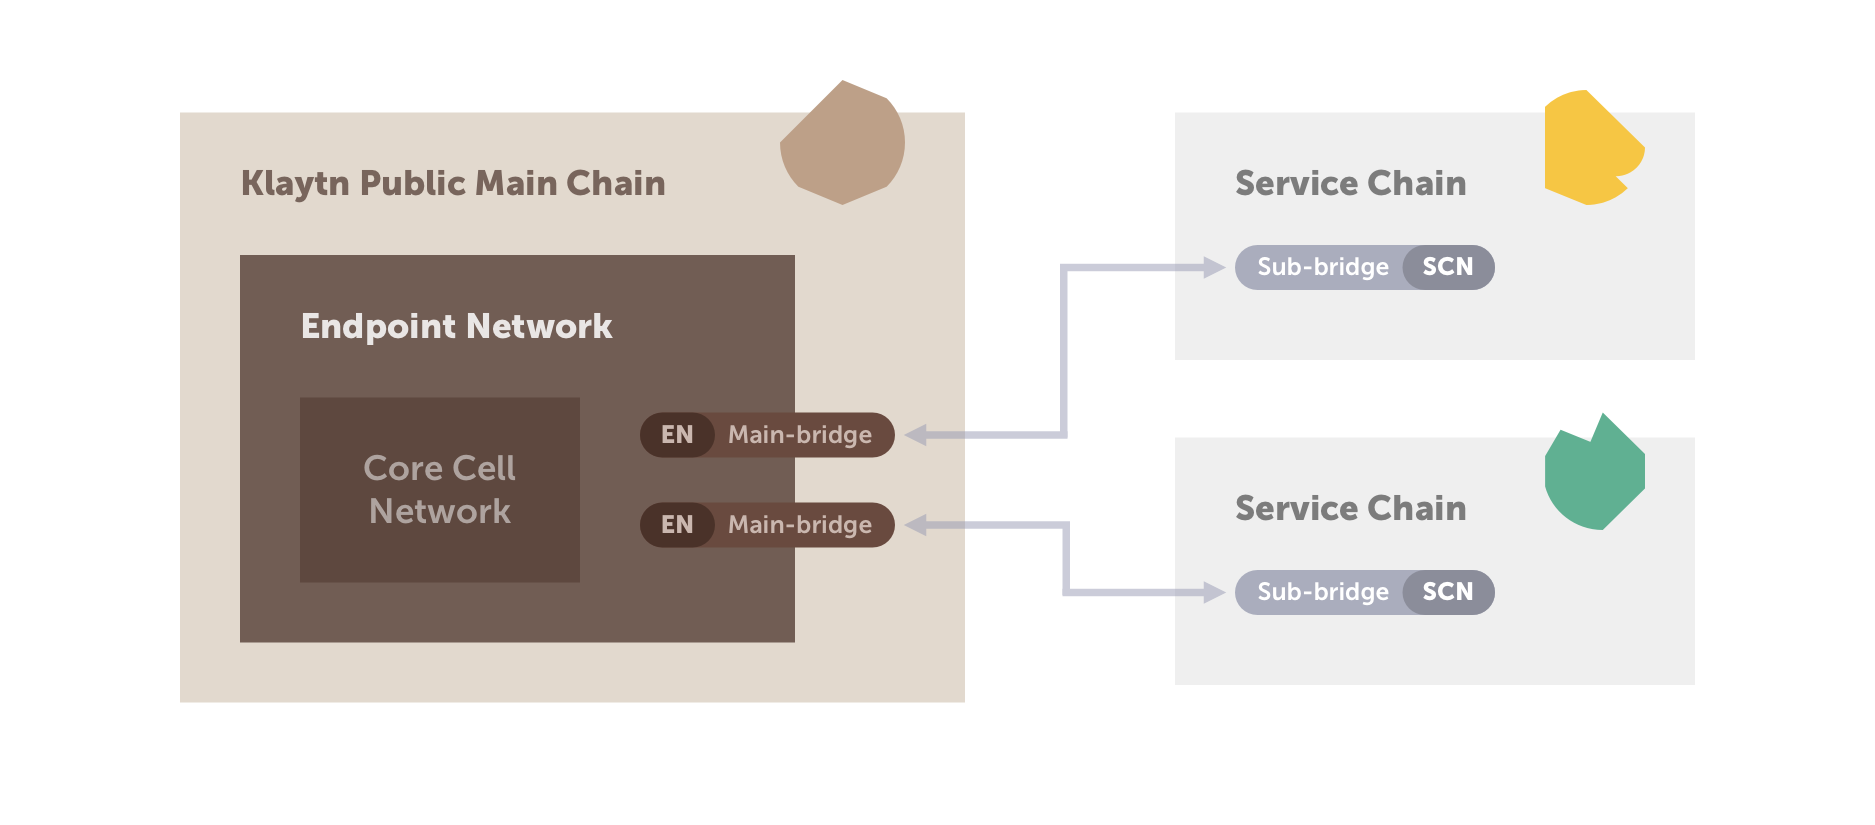 Klaytn Public Main Chain
Endpoint Network
Core Cell
Network
EN Main-bridge
EN Main-bridge
Service Chain
Sub-bridge SCN
Service Chain
Sub-bridge SCN